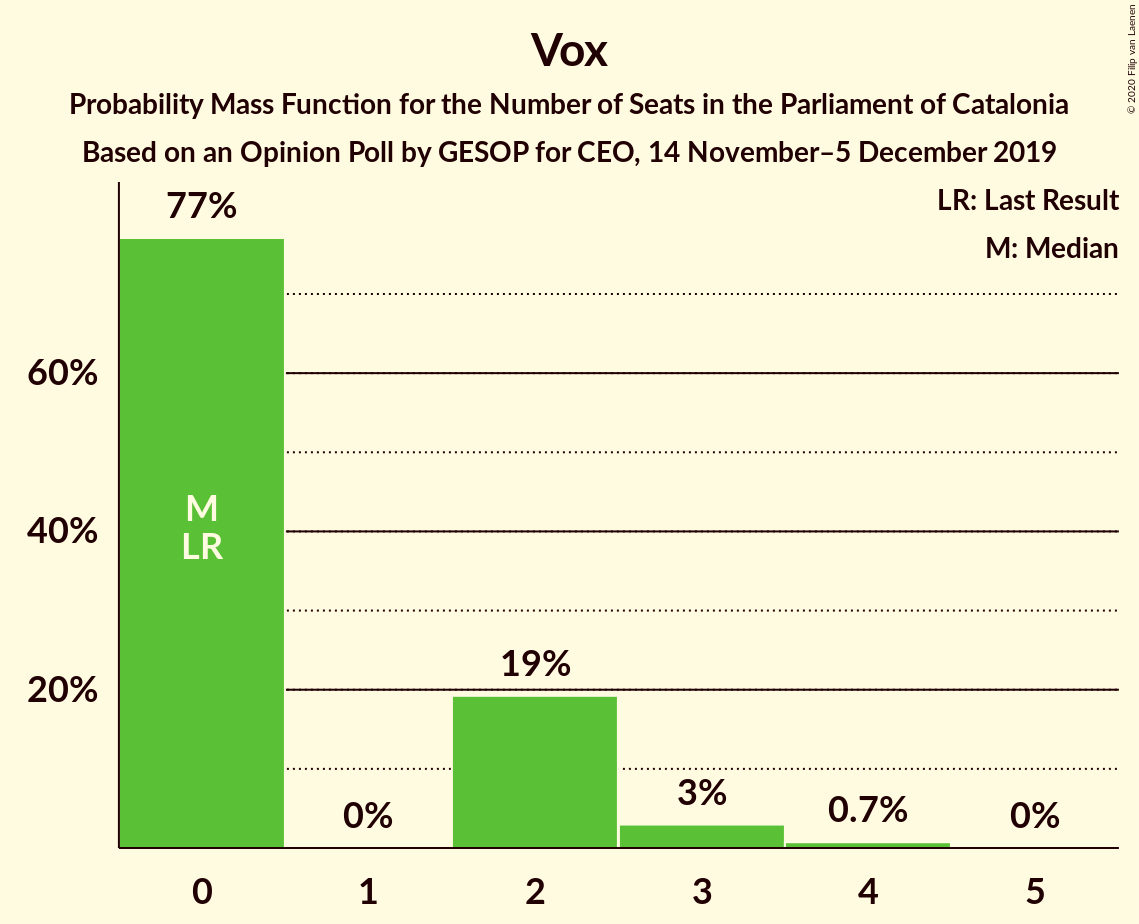 Vox
Probability Mass Function for the Number of Seats in the Parliament of Catalonia
Based on an Opinion Poll by GESOP for CEO, 14 November–5 December 2019
© 2020 Filip van Laenen
LR: Last Result
M: Median
77%
60%
M
40%
LR
19%
20%
3%
0.7%
0%
0%
0 1 2 3 4 5